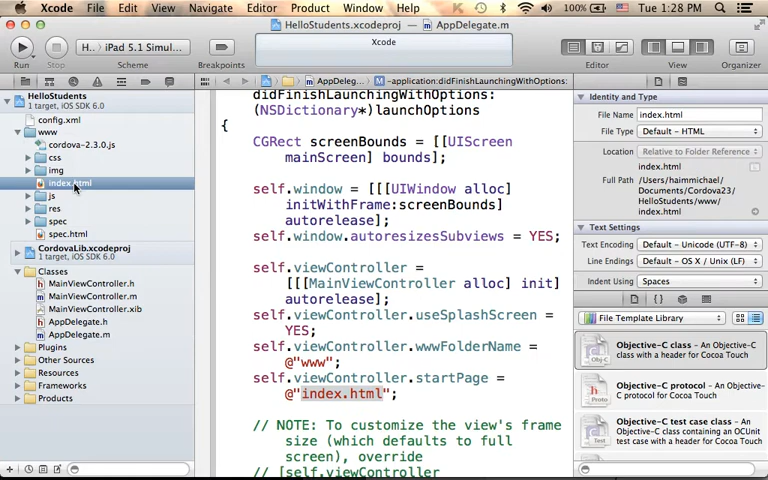 Xcode File Edit View Navigate Editor Product Window Help 100% Tue 1:28 PM
HelloStudents.xcodeproj — AppDelegate.m
H.. iPad 5.1 Simul...
Xcode
Run Stop Scheme Breakpoints Editor View Organizer
AppDeleg... -application:didFinishLaunchingWithOptions:
HelloStudents
1 target, iOS SDK 6.0
config.xml
www
cordova-2.3.0.js
css
img
index.html
js
res
spec
spec.html
CordovaLib.xcodeproj
1 target, iOS SDK 6.0
Classes
MainViewController.h
MainViewController.m
MainViewController.xib
AppDelegate.h
AppDelegate.m
Plugins
Other Sources
Resources
Frameworks
Products
didFinishLaunchingWithOptions:
(NSDictionary*)launchOptions
{
CGRect screenBounds = [[UIScreen
mainScreen] bounds];
self.window = [[[UIWindow alloc]
initWithFrame:screenBounds]
autorelease];
self.window.autoresizesSubviews = YES;
self.viewController =
[[[MainViewController alloc] init]
autorelease];
self.viewController.useSplashScreen =
YES;
self.viewController.wwwFolderName =
@"www";
self.viewController.startPage =
@"index.html";
// NOTE: To customize the view's frame
size (which defaults to full
screen), override
// [self.viewController
Identity and Type
File Name index.html
File Type Default - HTML
Location Relative to Folder Reference
index.html
Full Path /Users/haimmichael/
Documents/Cordova23/
HelloStudents/www/
index.html
Text Settings
Text Encoding Default - Unicode (UTF-8)
Line Endings Default - OS X / Unix (LF)
Indent Using Spaces
File Template Library
Objective-C class - An Objective-C
class with a header for Cocoa Touch
Objective-C protocol - An Objective-
C protocol for Cocoa Touch
Objective-C test case class - An
Objective-C class containing an OCUnit
test case with a header for Cocoa Touch